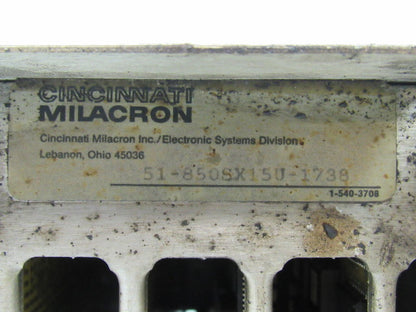 CINCINNATI
MILACRON
Cincinnati Milacron Inc./Electronic Systems Division
Lebanon, Ohio 45036
51-850SX15U-1738
1-540-3708